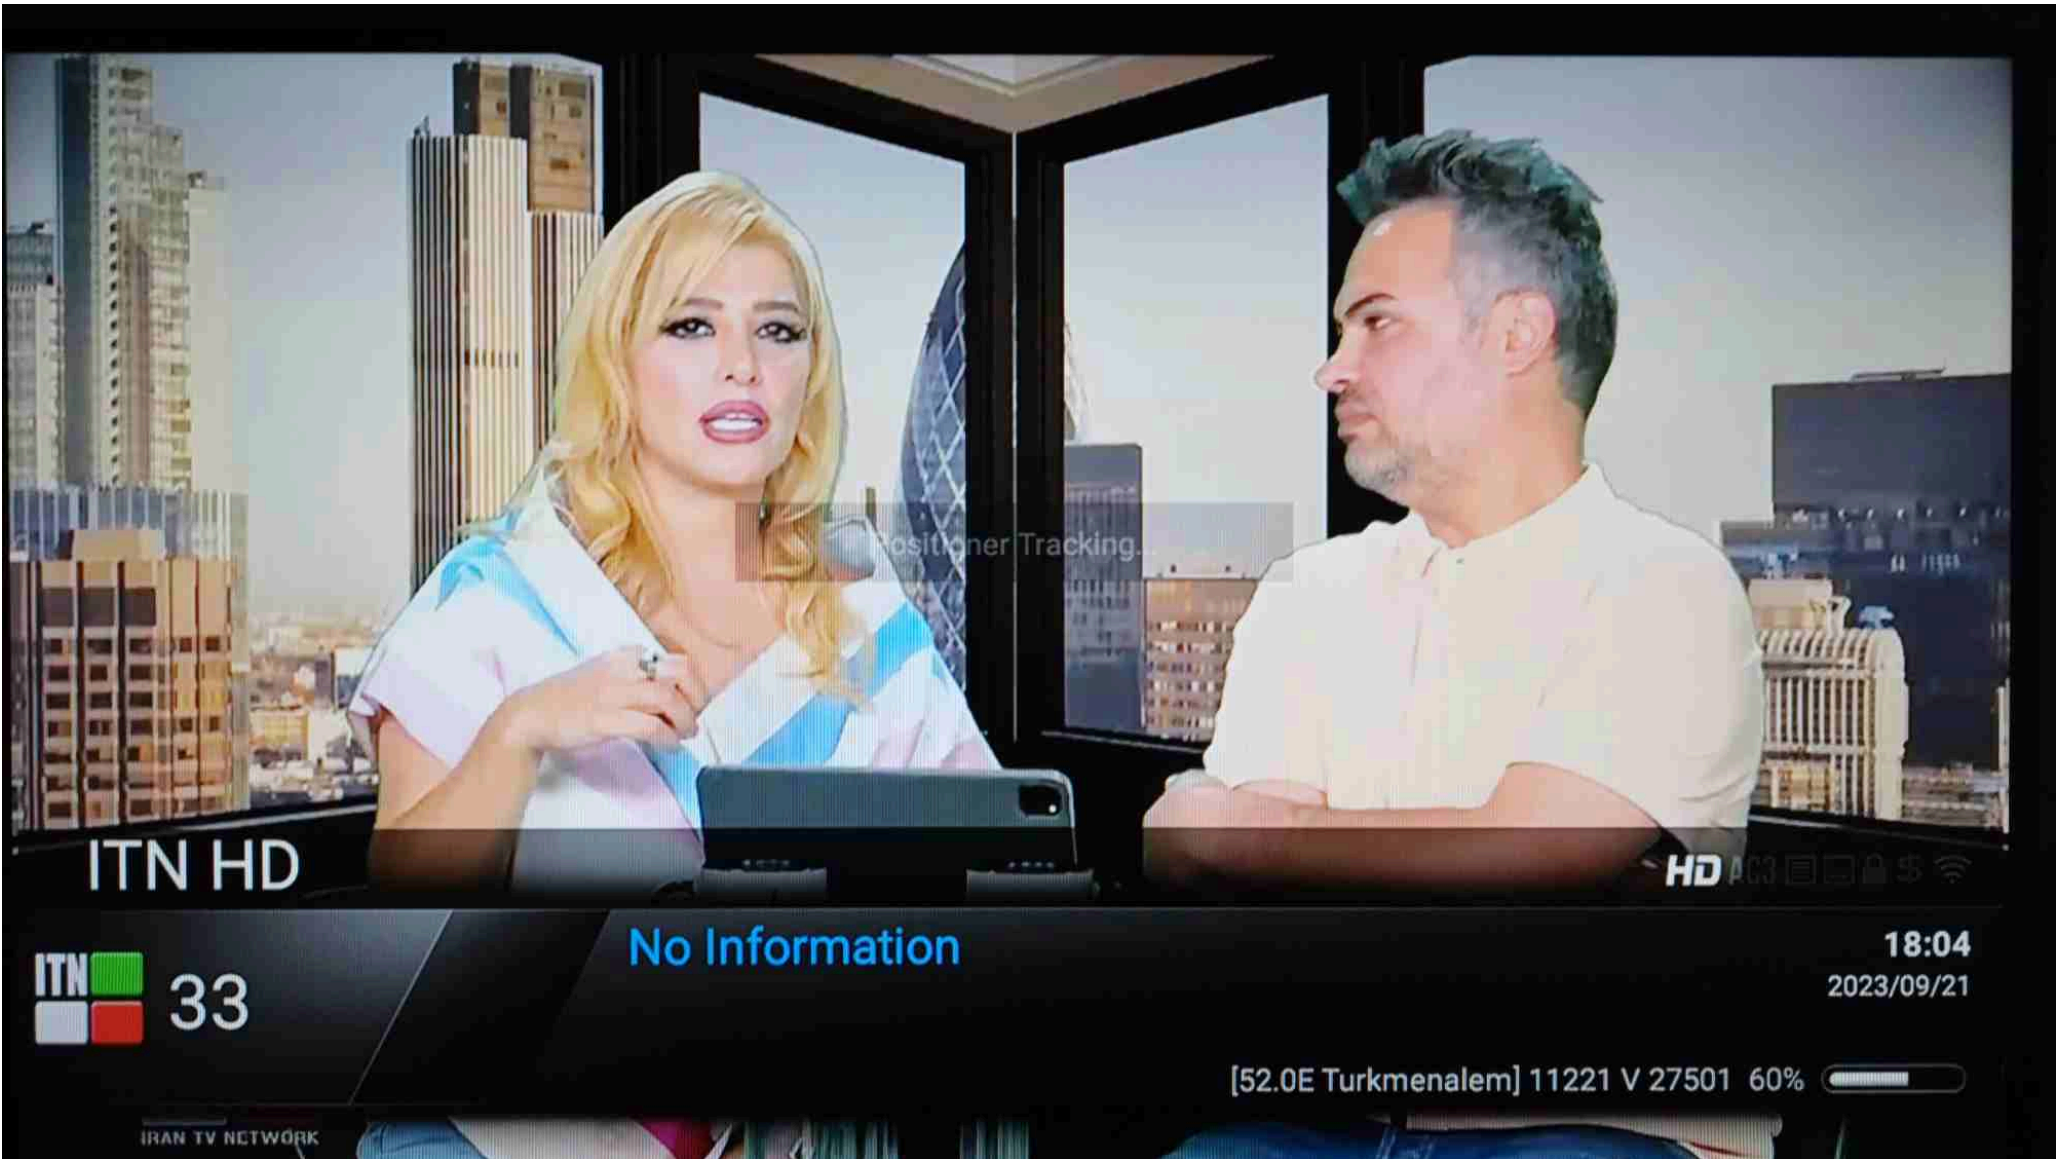 Positioner Tracking...
ITN HD
HD AC3 $
ITN
33
No Information
18:04
2023/09/21
[52.0E Turkmenalem] 11221 V 27501 60%
IRAN TV NETWORK